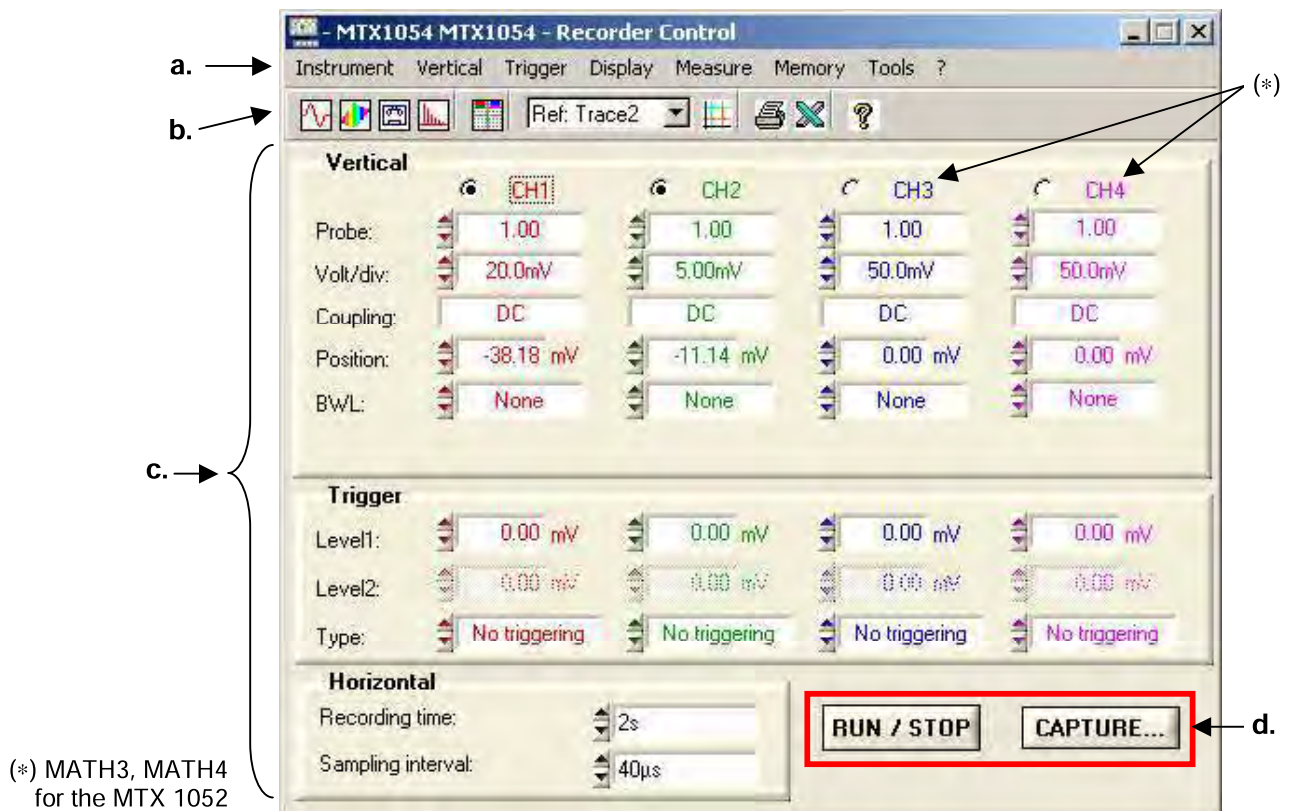 - MTX1054 MTX1054 - Recorder Control
a.
Instrument Vertical Trigger Display Measure Memory Tools ?
(*)
b.
Ref: Trace2
Vertical
CH1 CH2 CH3 CH4
Probe: 1.00 1.00 1.00 1.00
Volt/div: 20.0mV 5.00mV 50.0mV 50.0mV
Coupling: DC DC DC DC
Position: -38.18 mV -11.14 mV 0.00 mV 0.00 mV
BWL: None None None None
c.
Trigger
Level1: 0.00 mV 0.00 mV 0.00 mV 0.00 mV
Level2: 0.00 mV 0.00 mV 0.00 mV 0.00 mV
Type: No triggering No triggering No triggering No triggering
Horizontal
Recording time: 2s
Sampling interval: 40µs
RUN / STOP CAPTURE...
d.
(*) MATH3, MATH4
for the MTX 1052